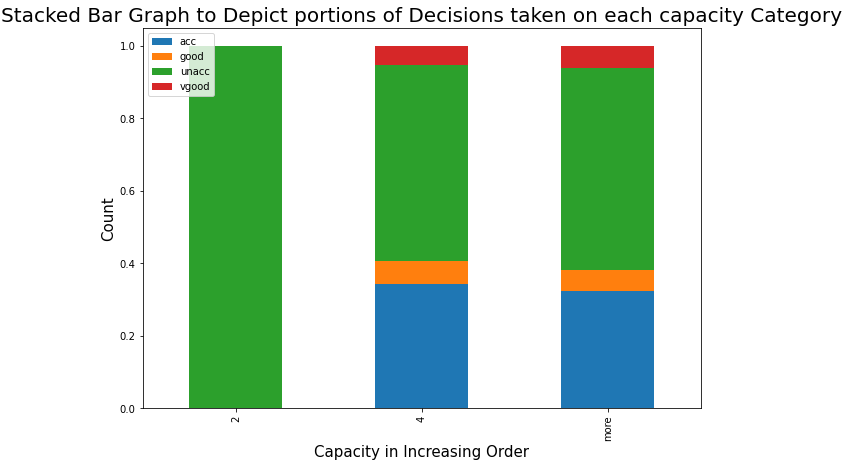 Stacked Bar Graph to Depict portions of Decisions taken on each capacity Category
acc
good
unacc
vgood
1.0
0.8
0.6
0.4
0.2
0.0
Count
2
4
more
Capacity in Increasing Order